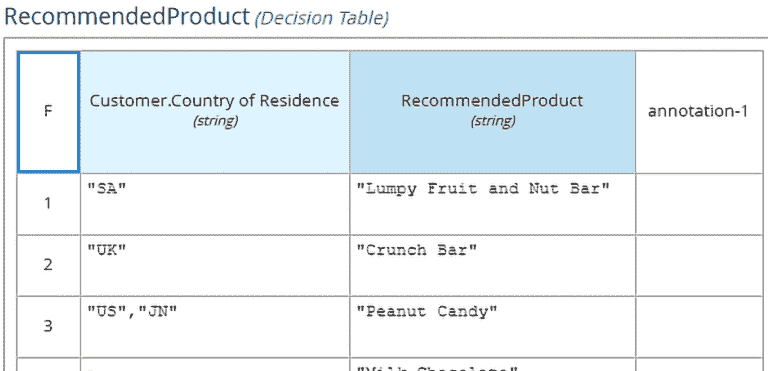 RecommendedProduct (Decision Table)
F Customer.Country of Residence (string) RecommendedProduct (string) annotation-1
1 "SA" "Lumpy Fruit and Nut Bar"
2 "UK" "Crunch Bar"
3 "US","JN" "Peanut Candy"